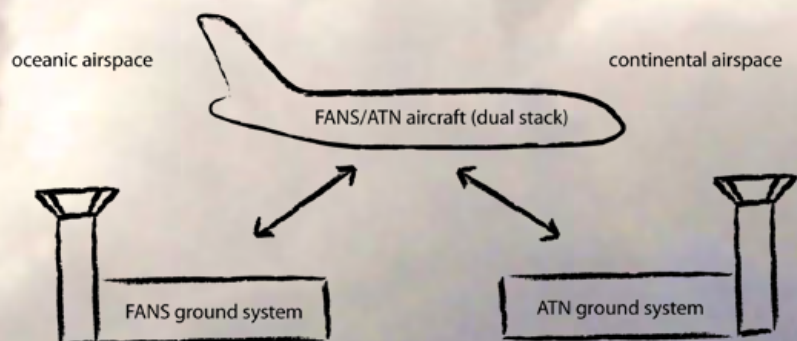 oceanic airspace
continental airspace
FANS/ATN aircraft (dual stack)
FANS ground system
ATN ground system